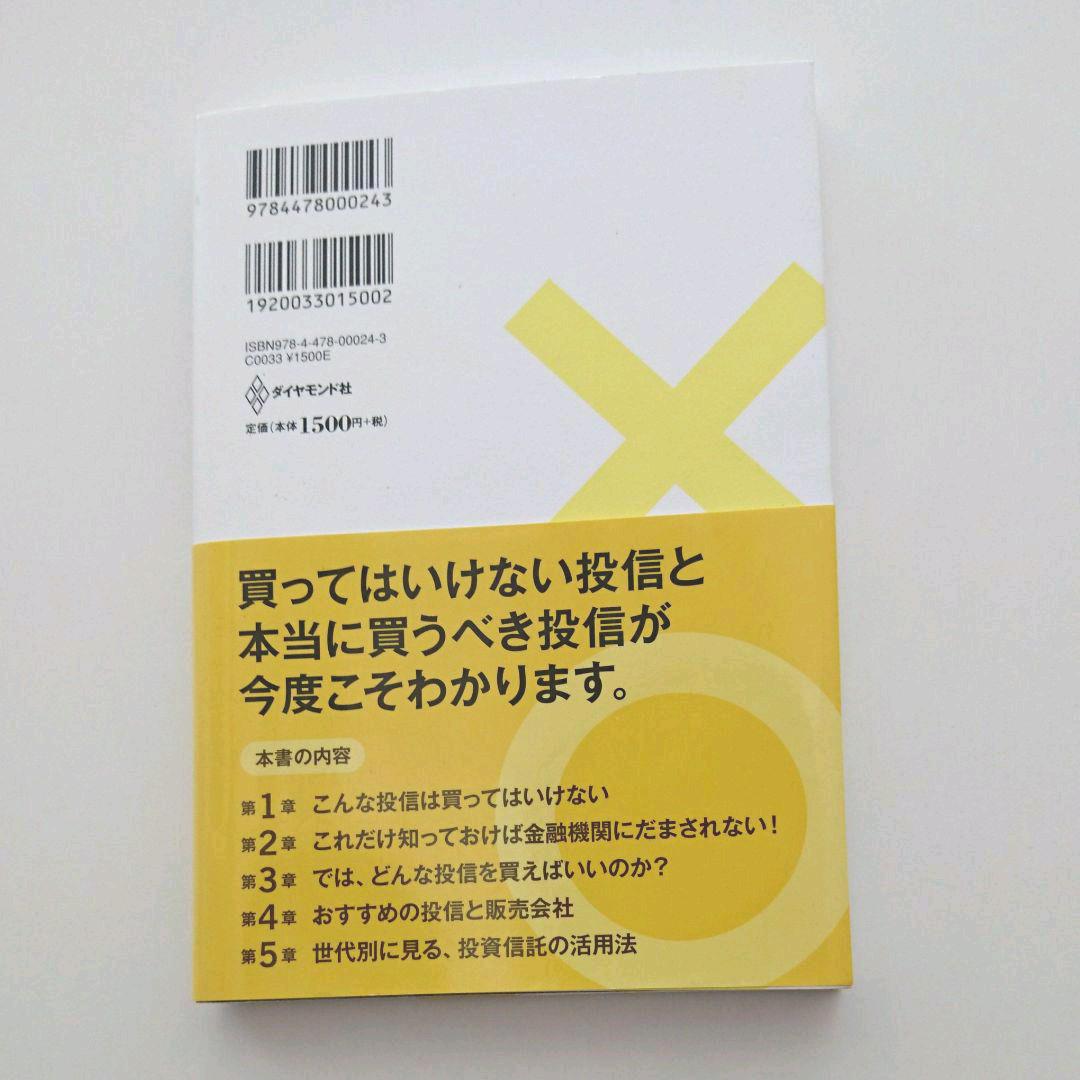 9784478000243
1920033015002
ISBN978-4-478-00024-3
C0033 ¥1500E
ダイヤモンド社
定価(本体1500円+税)
買ってはいけない投信と
本当に買うべき投信が
今度こそわかります。
本書の内容
第1章 こんな投信は買ってはいけない
第2章 これだけ知っておけば金融機関にだまされない!
第3章 では、どんな投信を買えばいいのか?
第4章 おすすめの投信と販売会社
第5章 世代別に見る、投資信託の活用法